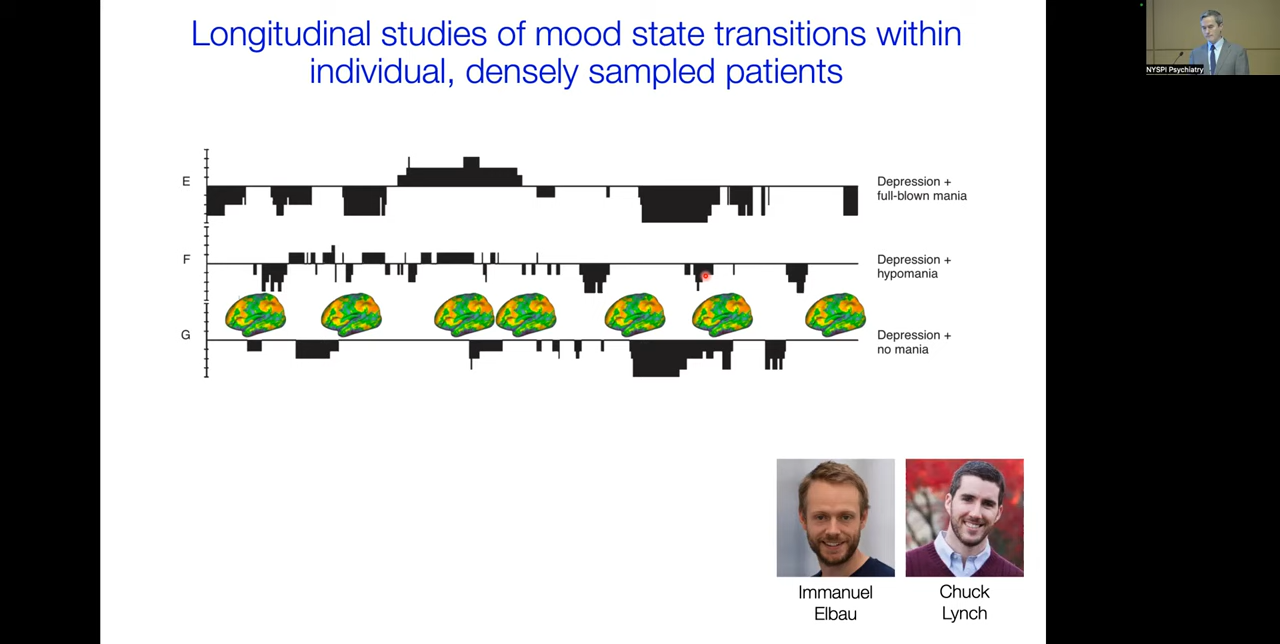 Longitudinal studies of mood state transitions within
individual, densely sampled patients
NYSPI Psychiatry
E
Depression +
full-blown mania
F
Depression +
hypomania
G
Depression +
no mania
Immanuel
Elbau
Chuck
Lynch